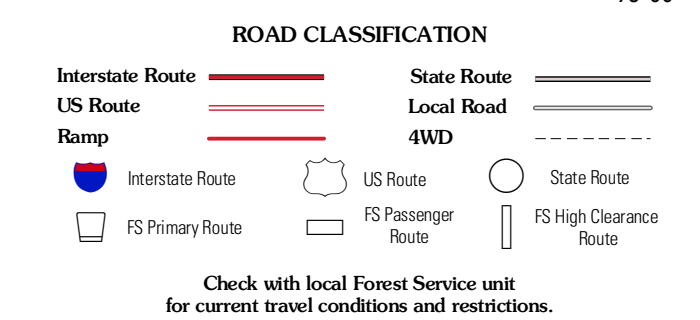 ROAD CLASSIFICATION
Interstate Route
State Route
US Route
Local Road
Ramp
4WD
Interstate Route
US Route
State Route
FS Primary Route
FS Passenger
Route
FS High Clearance
Route
Check with local Forest Service unit
for current travel conditions and restrictions.